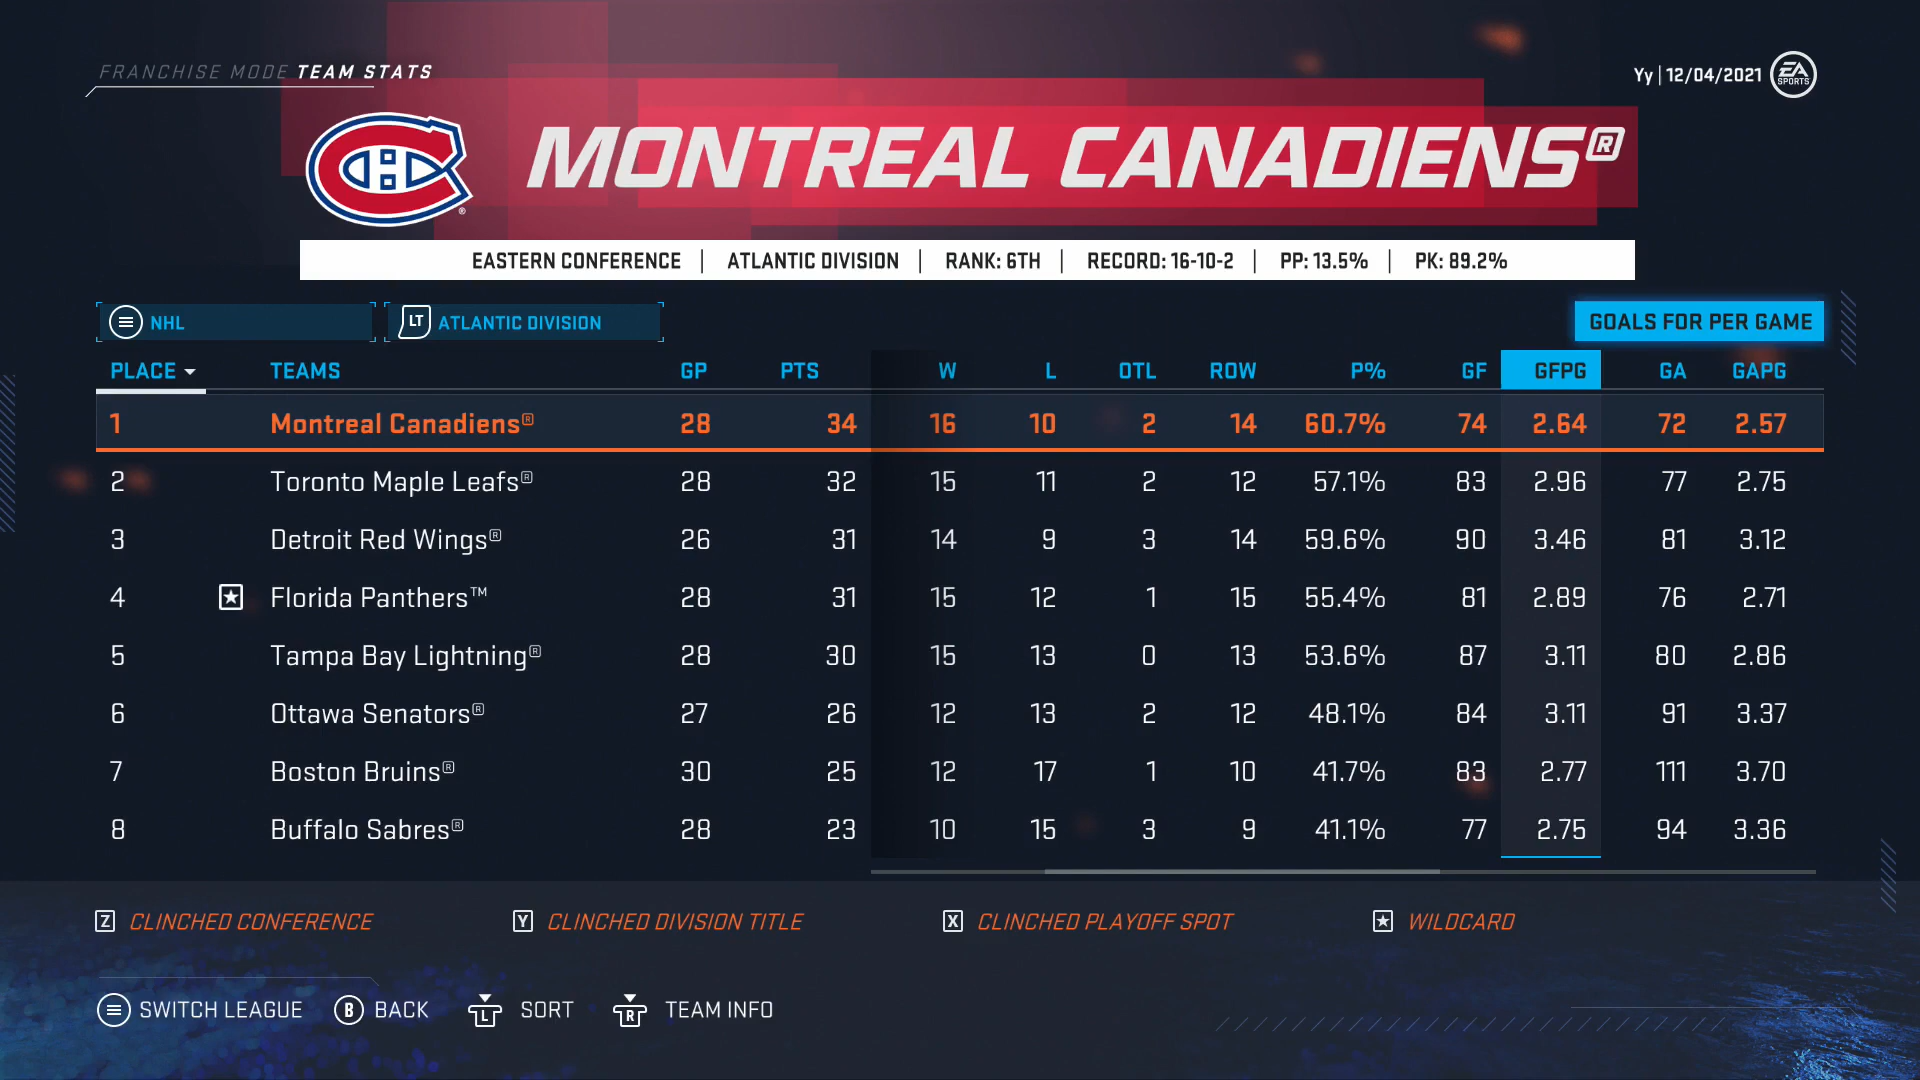 FRANCHISE MODE TEAM STATS
Yy | 12/04/2021 EA SPORTS
MONTREAL CANADIENS®
EASTERN CONFERENCE | ATLANTIC DIVISION | RANK: 6TH | RECORD: 16-10-2 | PP: 13.5% | PK: 89.2%
NHL LT ATLANTIC DIVISION GOALS FOR PER GAME
PLACE TEAMS GP PTS W L OTL ROW P% GF GFPG GA GAPG
1 Montreal Canadiens® 28 34 16 10 2 14 60.7% 74 2.64 72 2.57
2 Toronto Maple Leafs® 28 32 15 11 2 12 57.1% 83 2.96 77 2.75
3 Detroit Red Wings® 26 31 14 9 3 14 59.6% 90 3.46 81 3.12
4 Florida Panthers™ 28 31 15 12 1 15 55.4% 81 2.89 76 2.71
5 Tampa Bay Lightning® 28 30 15 13 0 13 53.6% 87 3.11 80 2.86
6 Ottawa Senators® 27 26 12 13 2 12 48.1% 84 3.11 91 3.37
7 Boston Bruins® 30 25 12 17 1 10 41.7% 83 2.77 111 3.70
8 Buffalo Sabres® 28 23 10 15 3 9 41.1% 77 2.75 94 3.36
Z CLINCHED CONFERENCE Y CLINCHED DIVISION TITLE X CLINCHED PLAYOFF SPOT WILDCARD
SWITCH LEAGUE B BACK L SORT R TEAM INFO